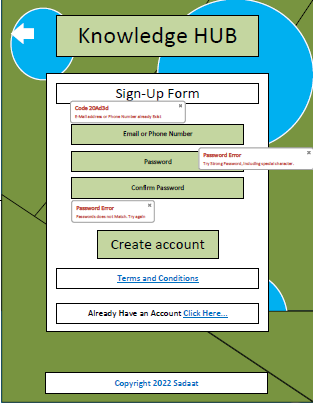 Knowledge HUB
Sign-Up Form
Code 20Ad3d
E-Mail address or Phone Number already link!
Email or Phone Number
Password
Password Error
Try Strong Password, including special character.
Confirm Password
Password Error
Passwords does not Match. Try again
Create account
Terms and Conditions
Already Have an Account Click Here...
Copyright 2022 Sadaat